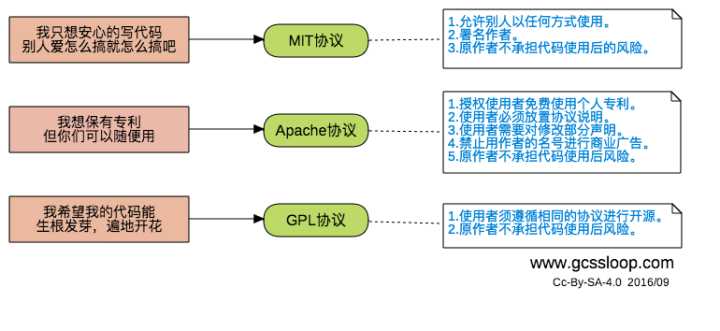 我只想安心的写代码
别人爱怎么搞就怎么搞吧
MIT协议
1.允许别人以任何方式使用。
2.署名作者。
3.原作者不承担代码使用后的风险。
我想保有专利
但你们可以随便用
Apache协议
1.授权使用者免费使用个人专利。
2.使用者必须放置协议说明。
3.使用者需要对修改部分声明。
4.禁止用作者的名号进行商业广告。
5.原作者不承担代码使用后风险。
我希望我的代码能
生根发芽，遍地开花
GPL协议
1.使用者须遵循相同的协议进行开源。
2.原作者不承担代码使用后风险。
www.gcssloop.com
Cc-By-SA-4.0 2016/09